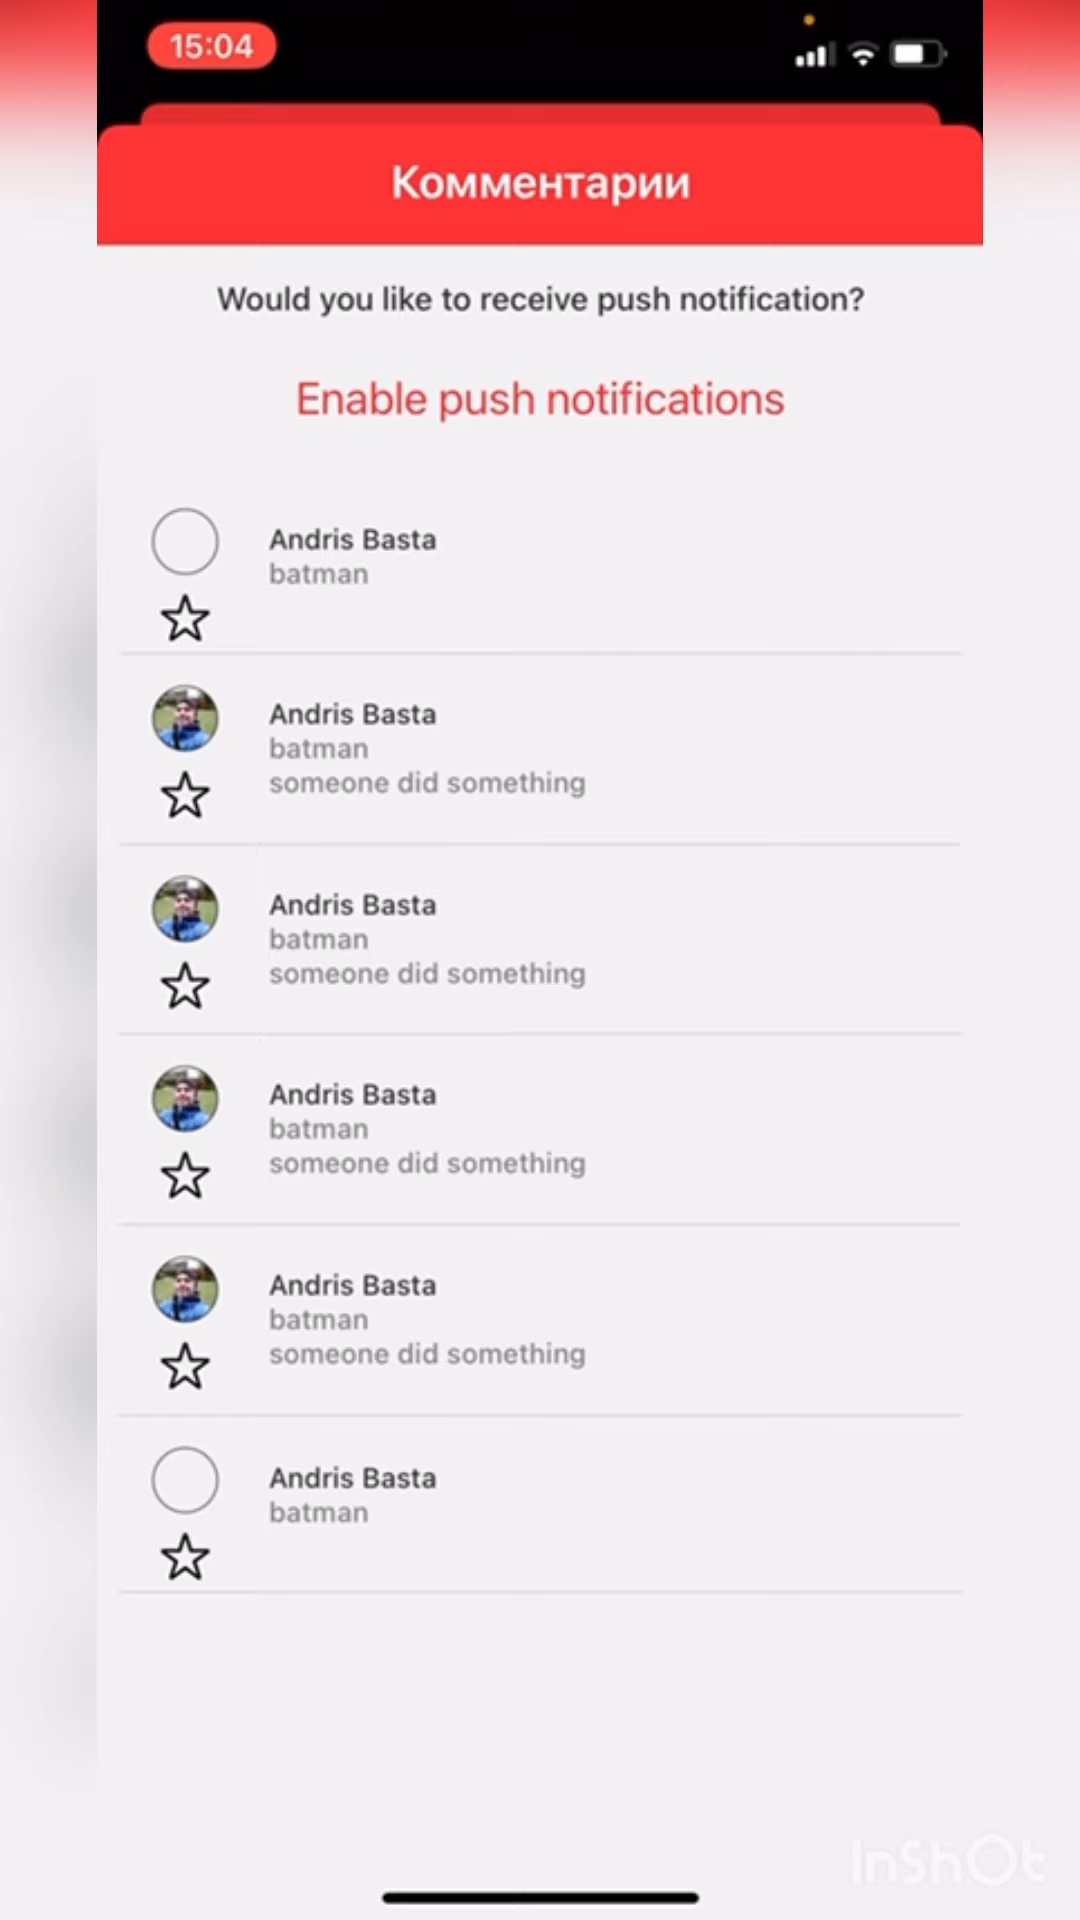 15:04
Комментарии
Would you like to receive push notification?
Enable push notifications
Andris Basta
batman
Andris Basta
batman
someone did something
Andris Basta
batman
someone did something
Andris Basta
batman
someone did something
Andris Basta
batman
someone did something
Andris Basta
batman
InShOt